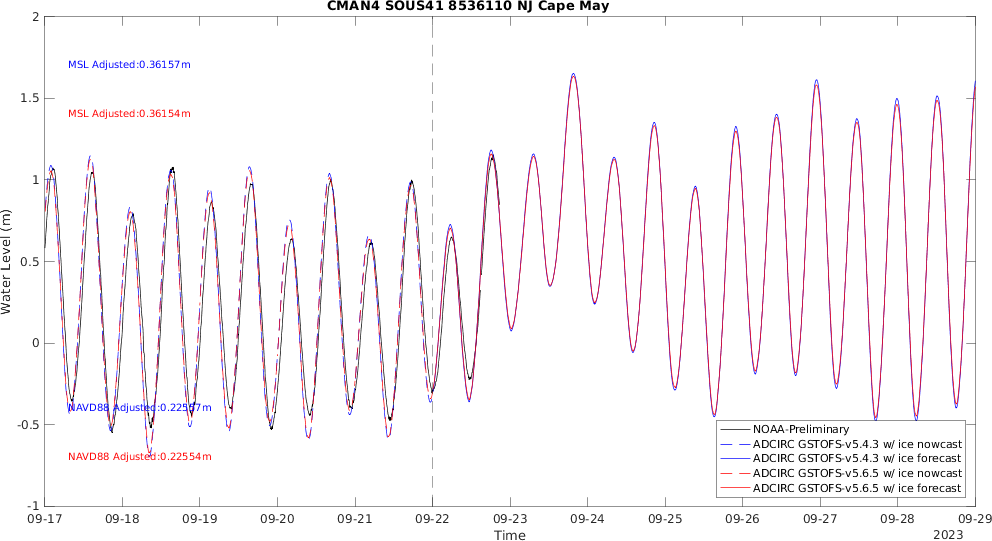 CMAN4 SOUS41 8536110 NJ Cape May
2
1.5
1
0.5
0
-0.5
-1
Water Level (m)
MSL Adjusted:0.36157m
MSL Adjusted:0.36154m
NAVD88 Adjusted:0.22557m
NAVD88 Adjusted:0.22554m
NOAA-Preliminary
ADCIRC GSTOFS-v5.4.3 w/ ice nowcast
ADCIRC GSTOFS-v5.4.3 w/ ice forecast
ADCIRC GSTOFS-v5.6.5 w/ ice nowcast
ADCIRC GSTOFS-v5.6.5 w/ ice forecast
09-17 09-18 09-19 09-20 09-21 09-22 09-23 09-24 09-25 09-26 09-27 09-28 09-29
Time
2023